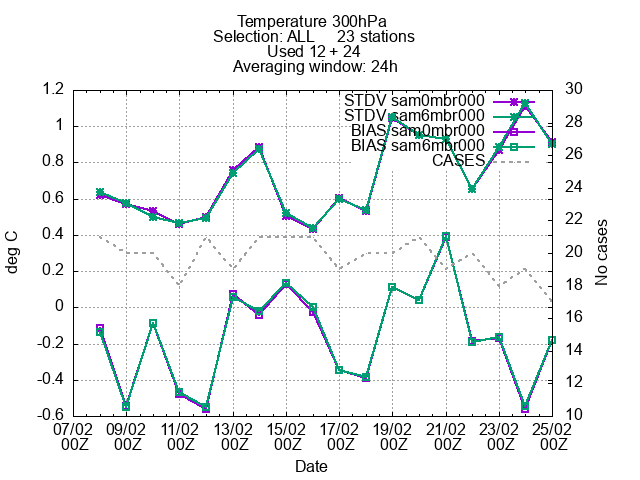 Temperature 300hPa
Selection: ALL 23 stations
Used 12 + 24
Averaging window: 24h
STDV sam0mbr000
STDV sam6mbr000
BIAS sam0mbr000
BIAS sam6mbr000
CASES
deg C
1.2
1
0.8
0.6
0.4
0.2
0
-0.2
-0.4
-0.6
No cases
30
28
26
24
22
20
18
16
14
12
10
07/02 09/02 11/02 13/02 15/02 17/02 19/02 21/02 23/02 25/02
00Z 00Z 00Z 00Z 00Z 00Z 00Z 00Z 00Z 00Z
Date